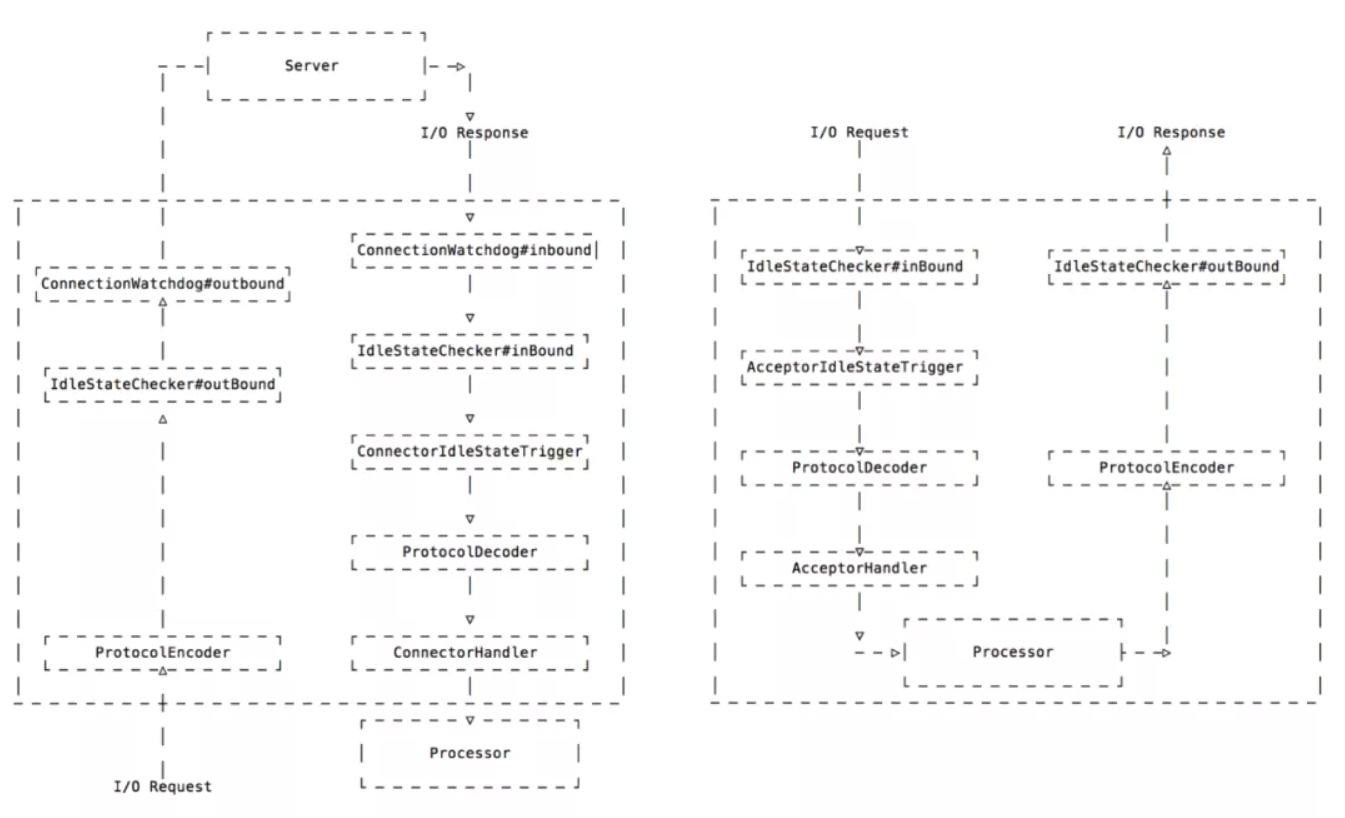 Server
I/O Response
ConnectionWatchdog#inbound
ConnectionWatchdog#outbound
IdleStateChecker#inBound
IdleStateChecker#outBound
ConnectorIdleStateTrigger
ProtocolDecoder
ProtocolEncoder
ConnectorHandler
Processor
I/O Request
I/O Request
I/O Response
IdleStateChecker#inBound
IdleStateChecker#outBound
AcceptorIdleStateTrigger
ProtocolDecoder
ProtocolEncoder
AcceptorHandler
Processor